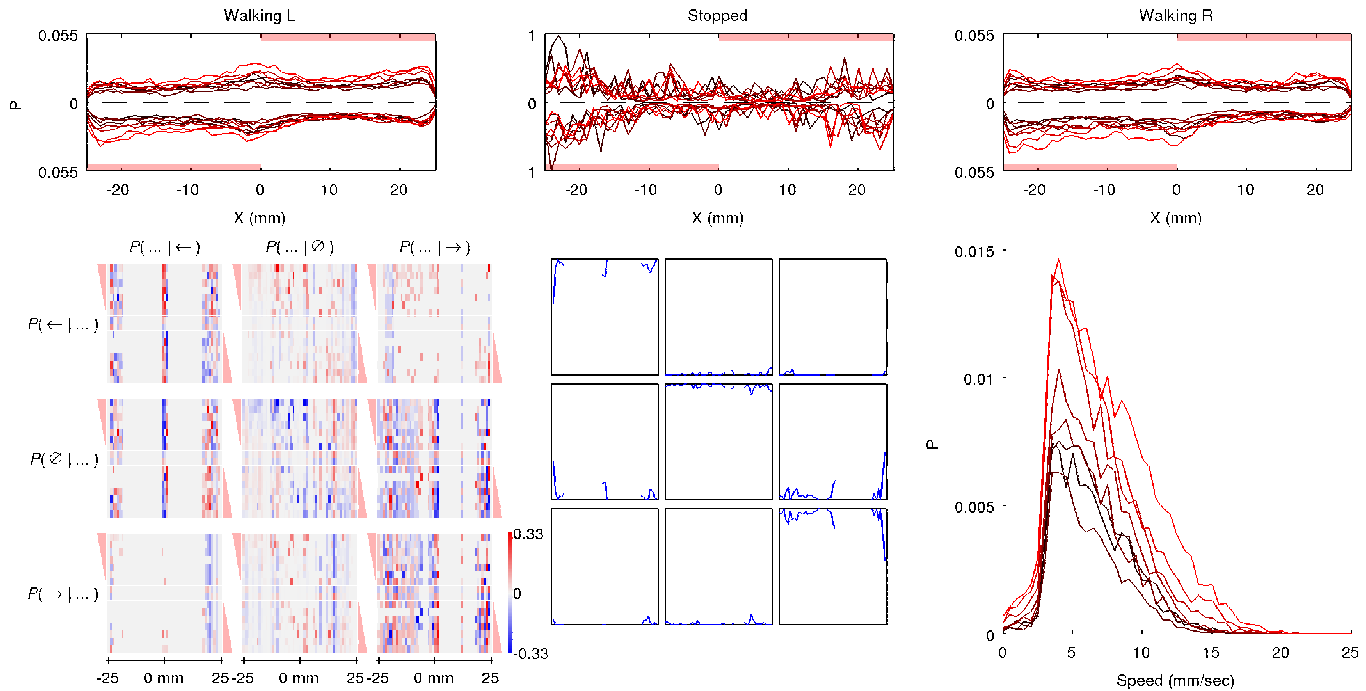 Walking L Stopped Walking R
0.055 1 0.055
P 0 0 0
0.055 1 0.055
-20 -10 0 10 20 -20 -10 0 10 20 -20 -10 0 10 20
X (mm) X (mm) X (mm)
P( ... | ← ) P( ... | ∅ ) P( ... | → )
P( ← | ... )
P( ∅ | ... )
P( → | ... )
0.33
0
-0.33
-25 0 mm 25 -25 0 mm 25 -25 0 mm 25
0.015
0.01
P
0.005
0
0 5 10 15 20 25
Speed (mm/sec)